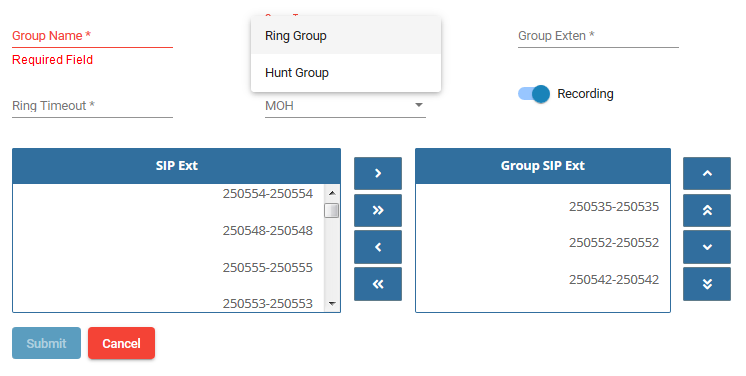 Group Name *
Ring Group
Group Exten *
Required Field
Hunt Group
Ring Timeout *
MOH
Recording
SIP Ext
Group SIP Ext
250554-250554
250548-250548
250555-250555
250553-250553
250535-250535
250552-250552
250542-250542
Submit
Cancel